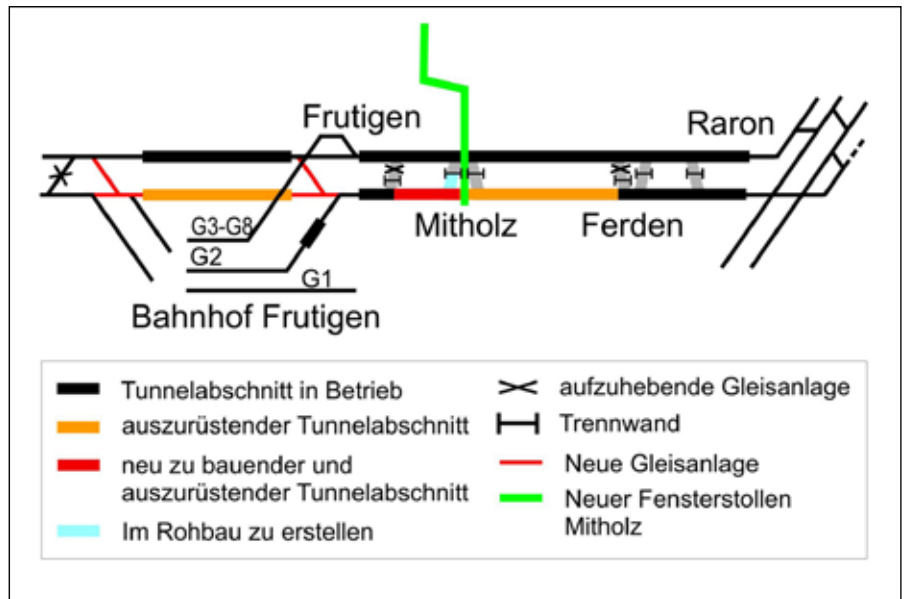 Frutigen
Raron
Mitholz
Ferden
G3-G8
G2
G1
Bahnhof Frutigen
Tunnelabschnitt in Betrieb
auszurüstender Tunnelabschnitt
neu zu bauender und
auszurüstender Tunnelabschnitt
Im Rohbau zu erstellen
aufzuhebende Gleisanlage
Trennwand
Neue Gleisanlage
Neuer Fensterstollen
Mitholz